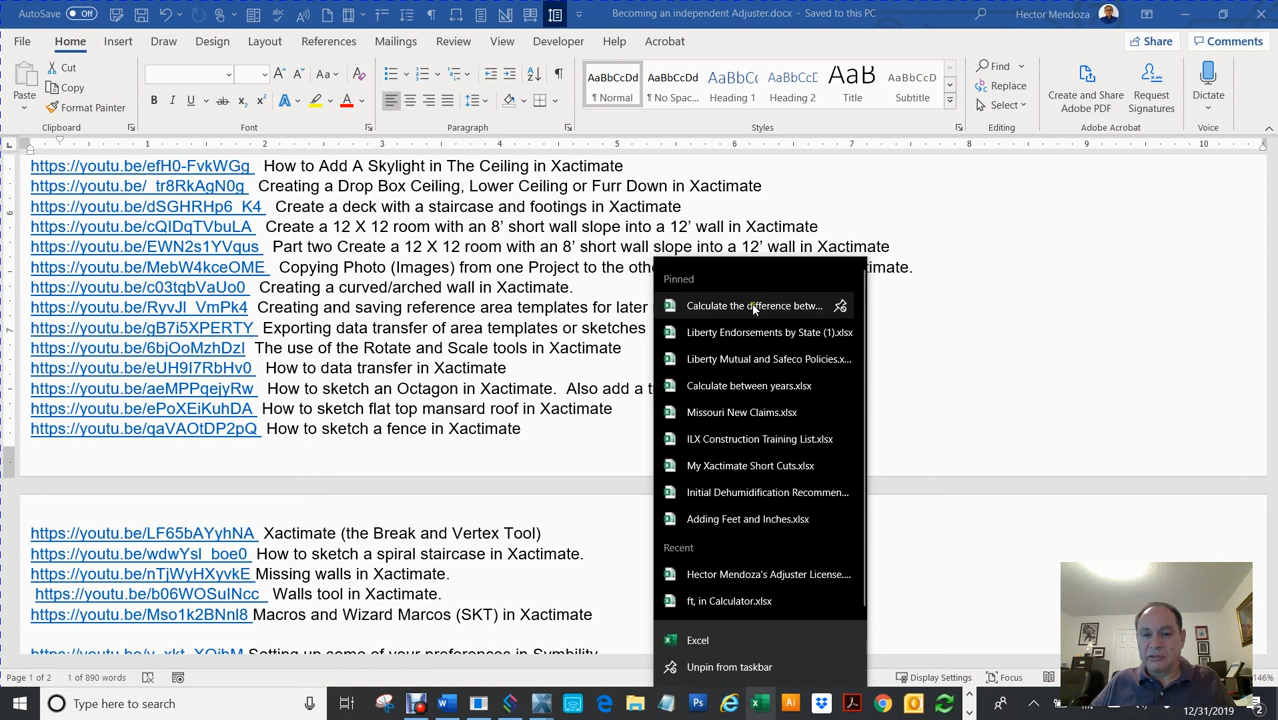 AutoSave Off
Becoming an independent Adjuster.docx - Saved to this PC
Hector Mendoza
File Home Insert Draw Design Layout References Mailings Review View Developer Help Acrobat
Share Comments
Paste
Cut
Copy
Format Painter
Clipboard
Font
Paragraph
AaBbCcDd ¶ Normal
AaBbCcDd ¶ No Spac...
AaBbCc Heading 1
AaBbCcD Heading 2
AaB Title
AaBbCcD Subtitle
Styles
Find
Replace
Select
Editing
Create and Share Adobe PDF
Request Signatures
Adobe Acrobat
Dictate
Voice
https://youtu.be/efH0-FvkWGg How to Add A Skylight in The Ceiling in Xactimate
https://youtu.be/_tr8RkAgN0g Creating a Drop Box Ceiling, Lower Ceiling or Furr Down in Xactimate
https://youtu.be/dSGHRHp6_K4 Create a deck with a staircase and footings in Xactimate
https://youtu.be/cQIDqTVbuLA Create a 12 X 12 room with an 8’ short wall slope into a 12’ wall in Xactimate
https://youtu.be/EWN2s1YVqus Part two Create a 12 X 12 room with an 8’ short wall slope into a 12’ wall in Xactimate
https://youtu.be/MebW4kceOME Copying Photo (Images) from one Project to the oth
imate.
https://youtu.be/c03tqbVaUo0 Creating a curved/arched wall in Xactimate.
https://youtu.be/RyvJI_VmPk4 Creating and saving reference area templates for later
https://youtu.be/gB7i5XPERTY Exporting data transfer of area templates or sketches
https://youtu.be/6bjOoMzhDzI The use of the Rotate and Scale tools in Xactimate
https://youtu.be/eUH9I7RbHv0 How to data transfer in Xactimate
https://youtu.be/aeMPPqejyRw How to sketch an Octagon in Xactimate. Also add a t
https://youtu.be/ePoXEiKuhDA How to sketch flat top mansard roof in Xactimate
https://youtu.be/qaVAOtDP2pQ How to sketch a fence in Xactimate
https://youtu.be/LF65bAYyhNA Xactimate (the Break and Vertex Tool)
https://youtu.be/wdwYsI_boe0 How to sketch a spiral staircase in Xactimate.
https://youtu.be/nTjWyHXyvkE Missing walls in Xactimate.
https://youtu.be/b06WOSuINcc Walls tool in Xactimate.
https://youtu.be/Mso1k2BNnl8 Macros and Wizard Marcos (SKT) in Xactimate
Setting up some of your preferences in Symbility
Pinned
Calculate the difference betw...
Liberty Endorsements by State (1).xlsx
Liberty Mutual and Safeco Policies.x...
Calculate between years.xlsx
Missouri New Claims.xlsx
ILX Construction Training List.xlsx
My Xactimate Short Cuts.xlsx
Initial Dehumidification Recommen...
Adding Feet and Inches.xlsx
Recent
Hector Mendoza's Adjuster License....
ft, in Calculator.xlsx
Excel
Unpin from taskbar
Page 1 of 2 1 of 890 words
Display Settings Focus 146%
Type here to search
12/31/2019